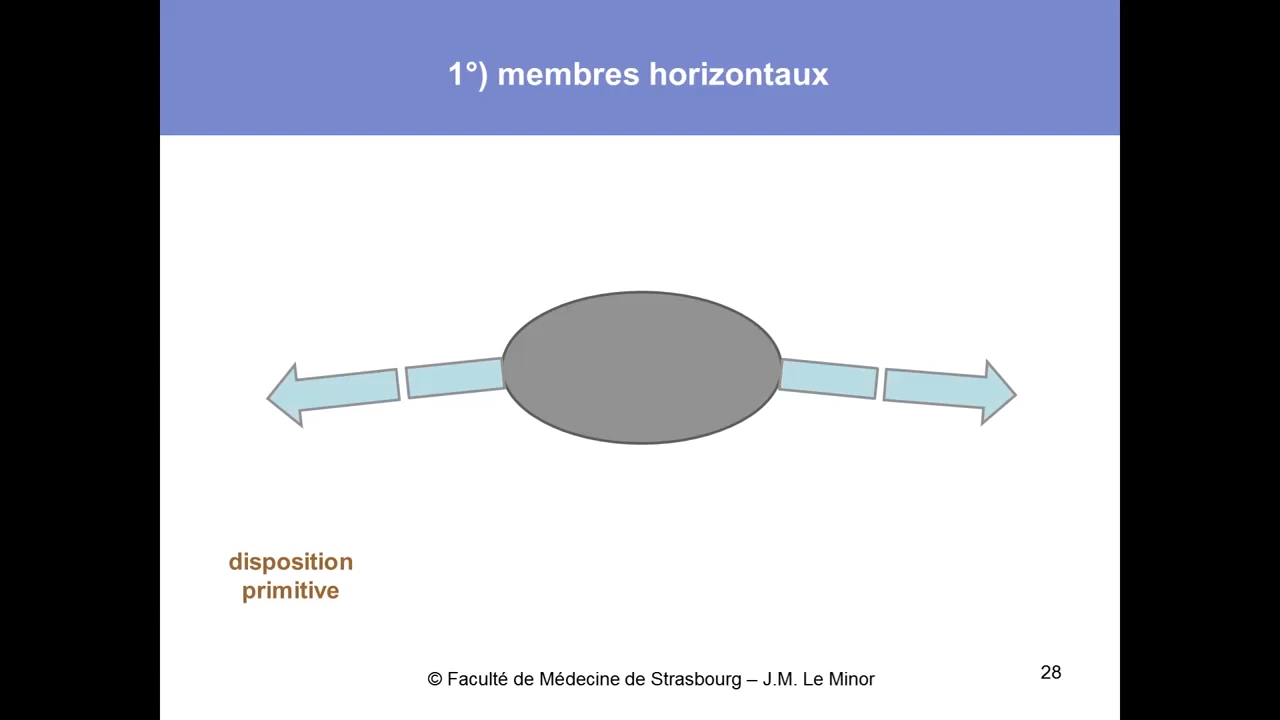 1°) membres horizontaux
disposition
primitive
© Faculté de Médecine de Strasbourg – J.M. Le Minor
28